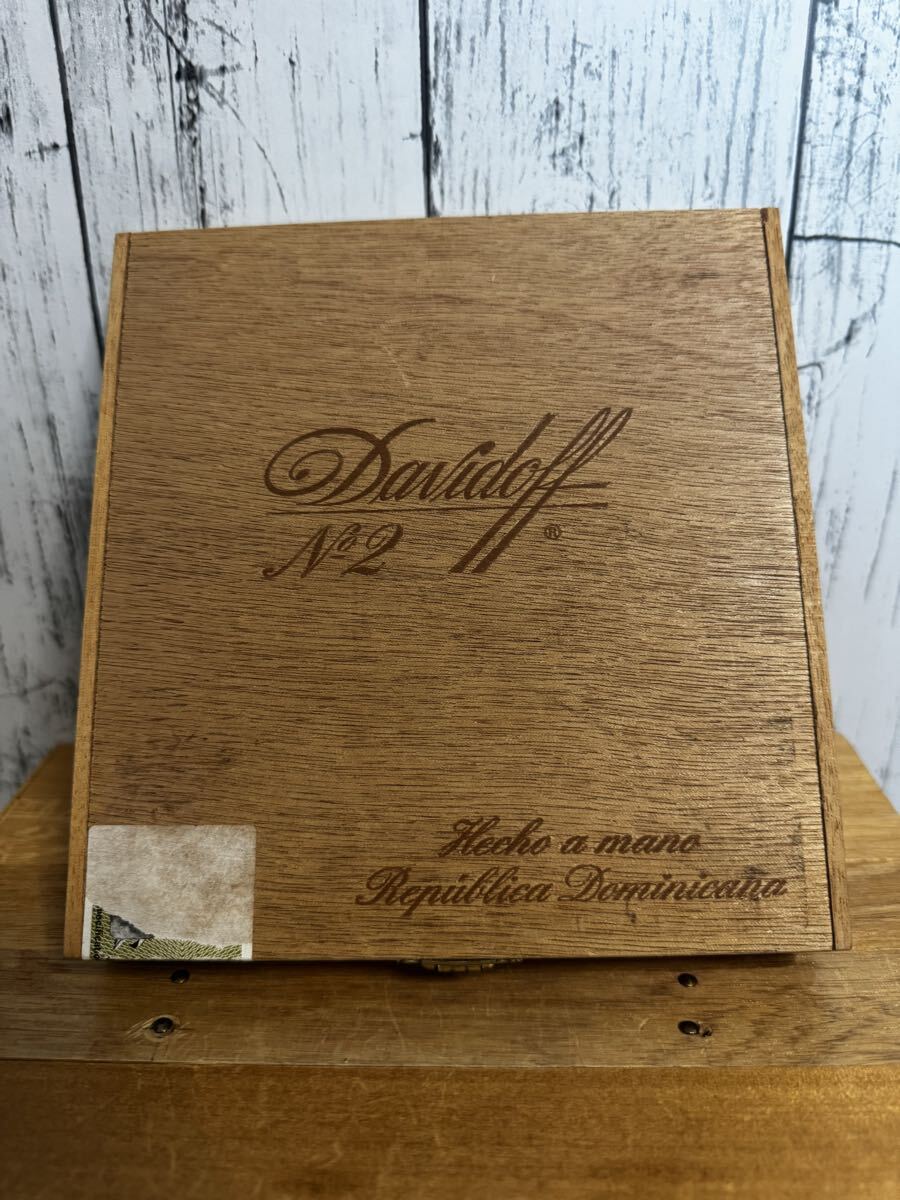 Davidoff
Nº2 ®
Hecho a mano
República Dominicana